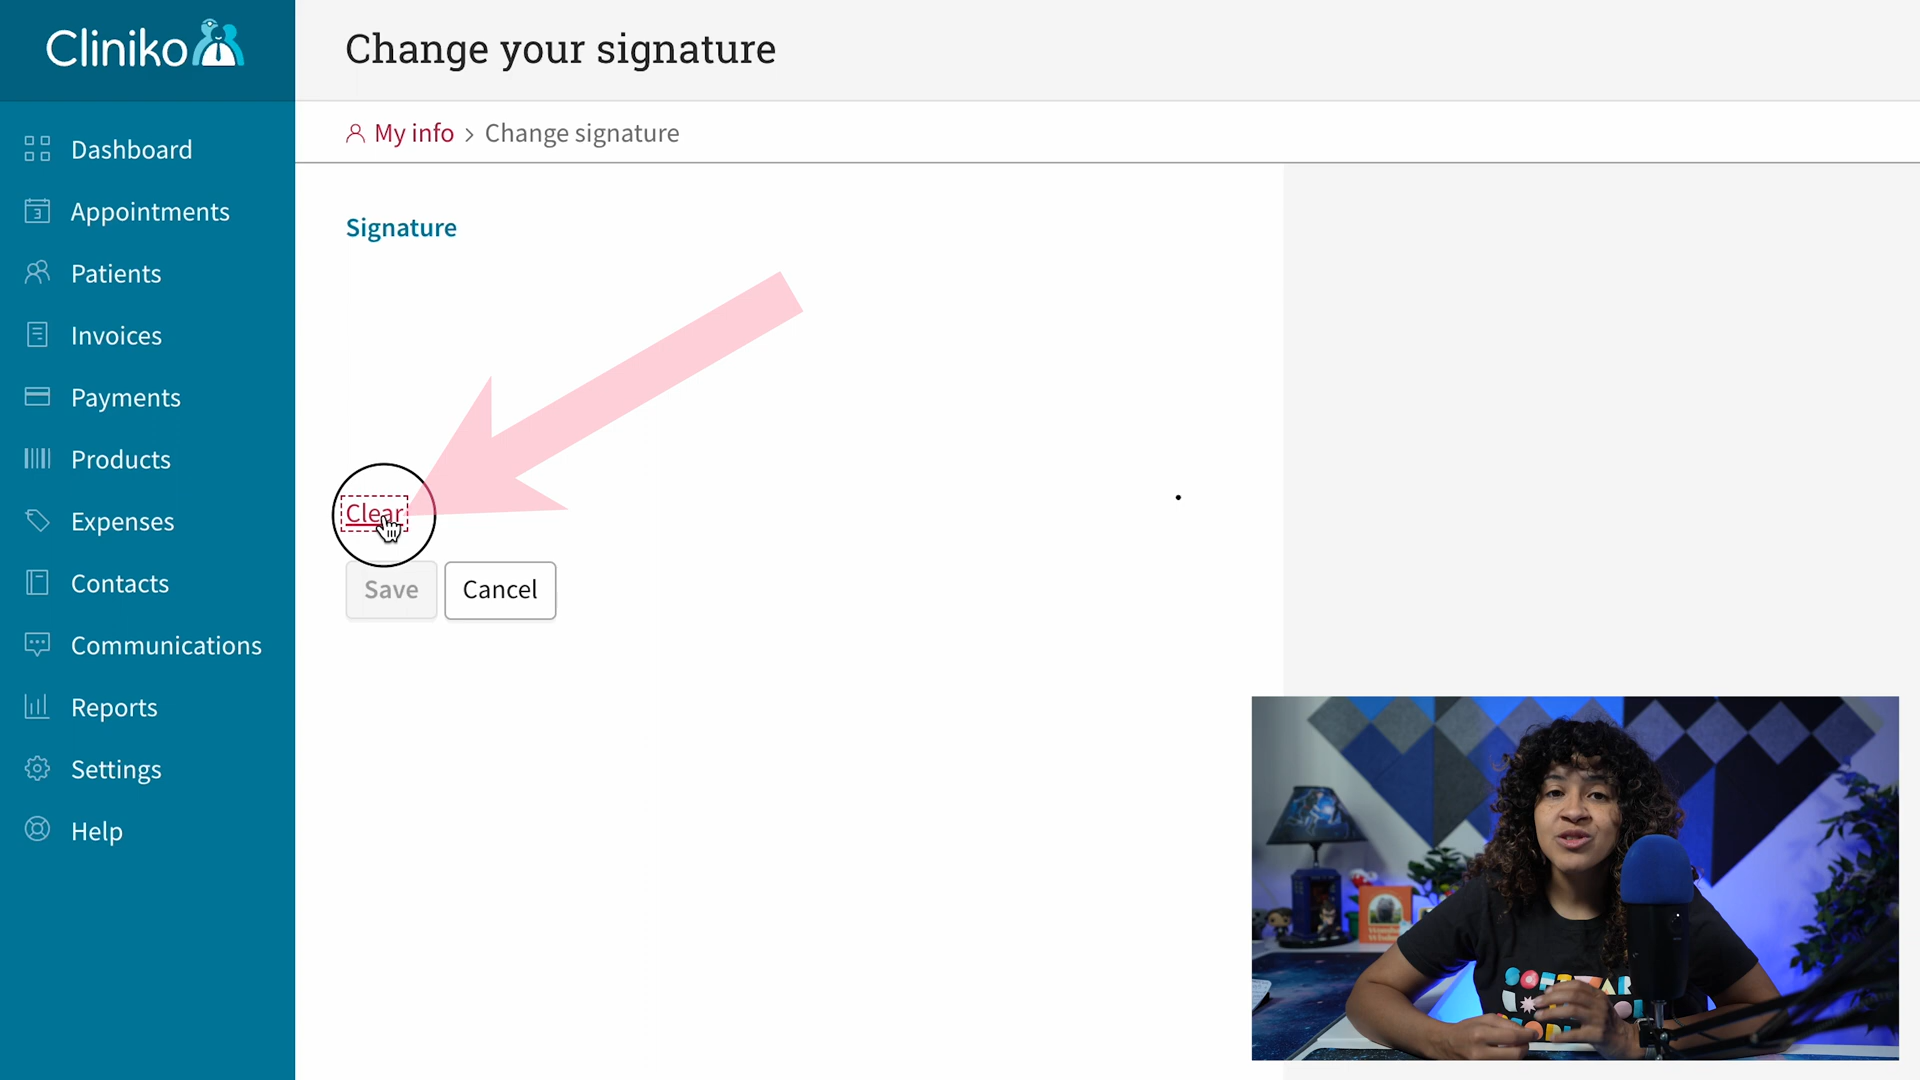 Cliniko
Change your signature
My info > Change signature
Dashboard
3
Appointments
Patients
Invoices
Payments
Products
Expenses
Contacts
Communications
Reports
Settings
Help
Signature
Clear
Save
Cancel